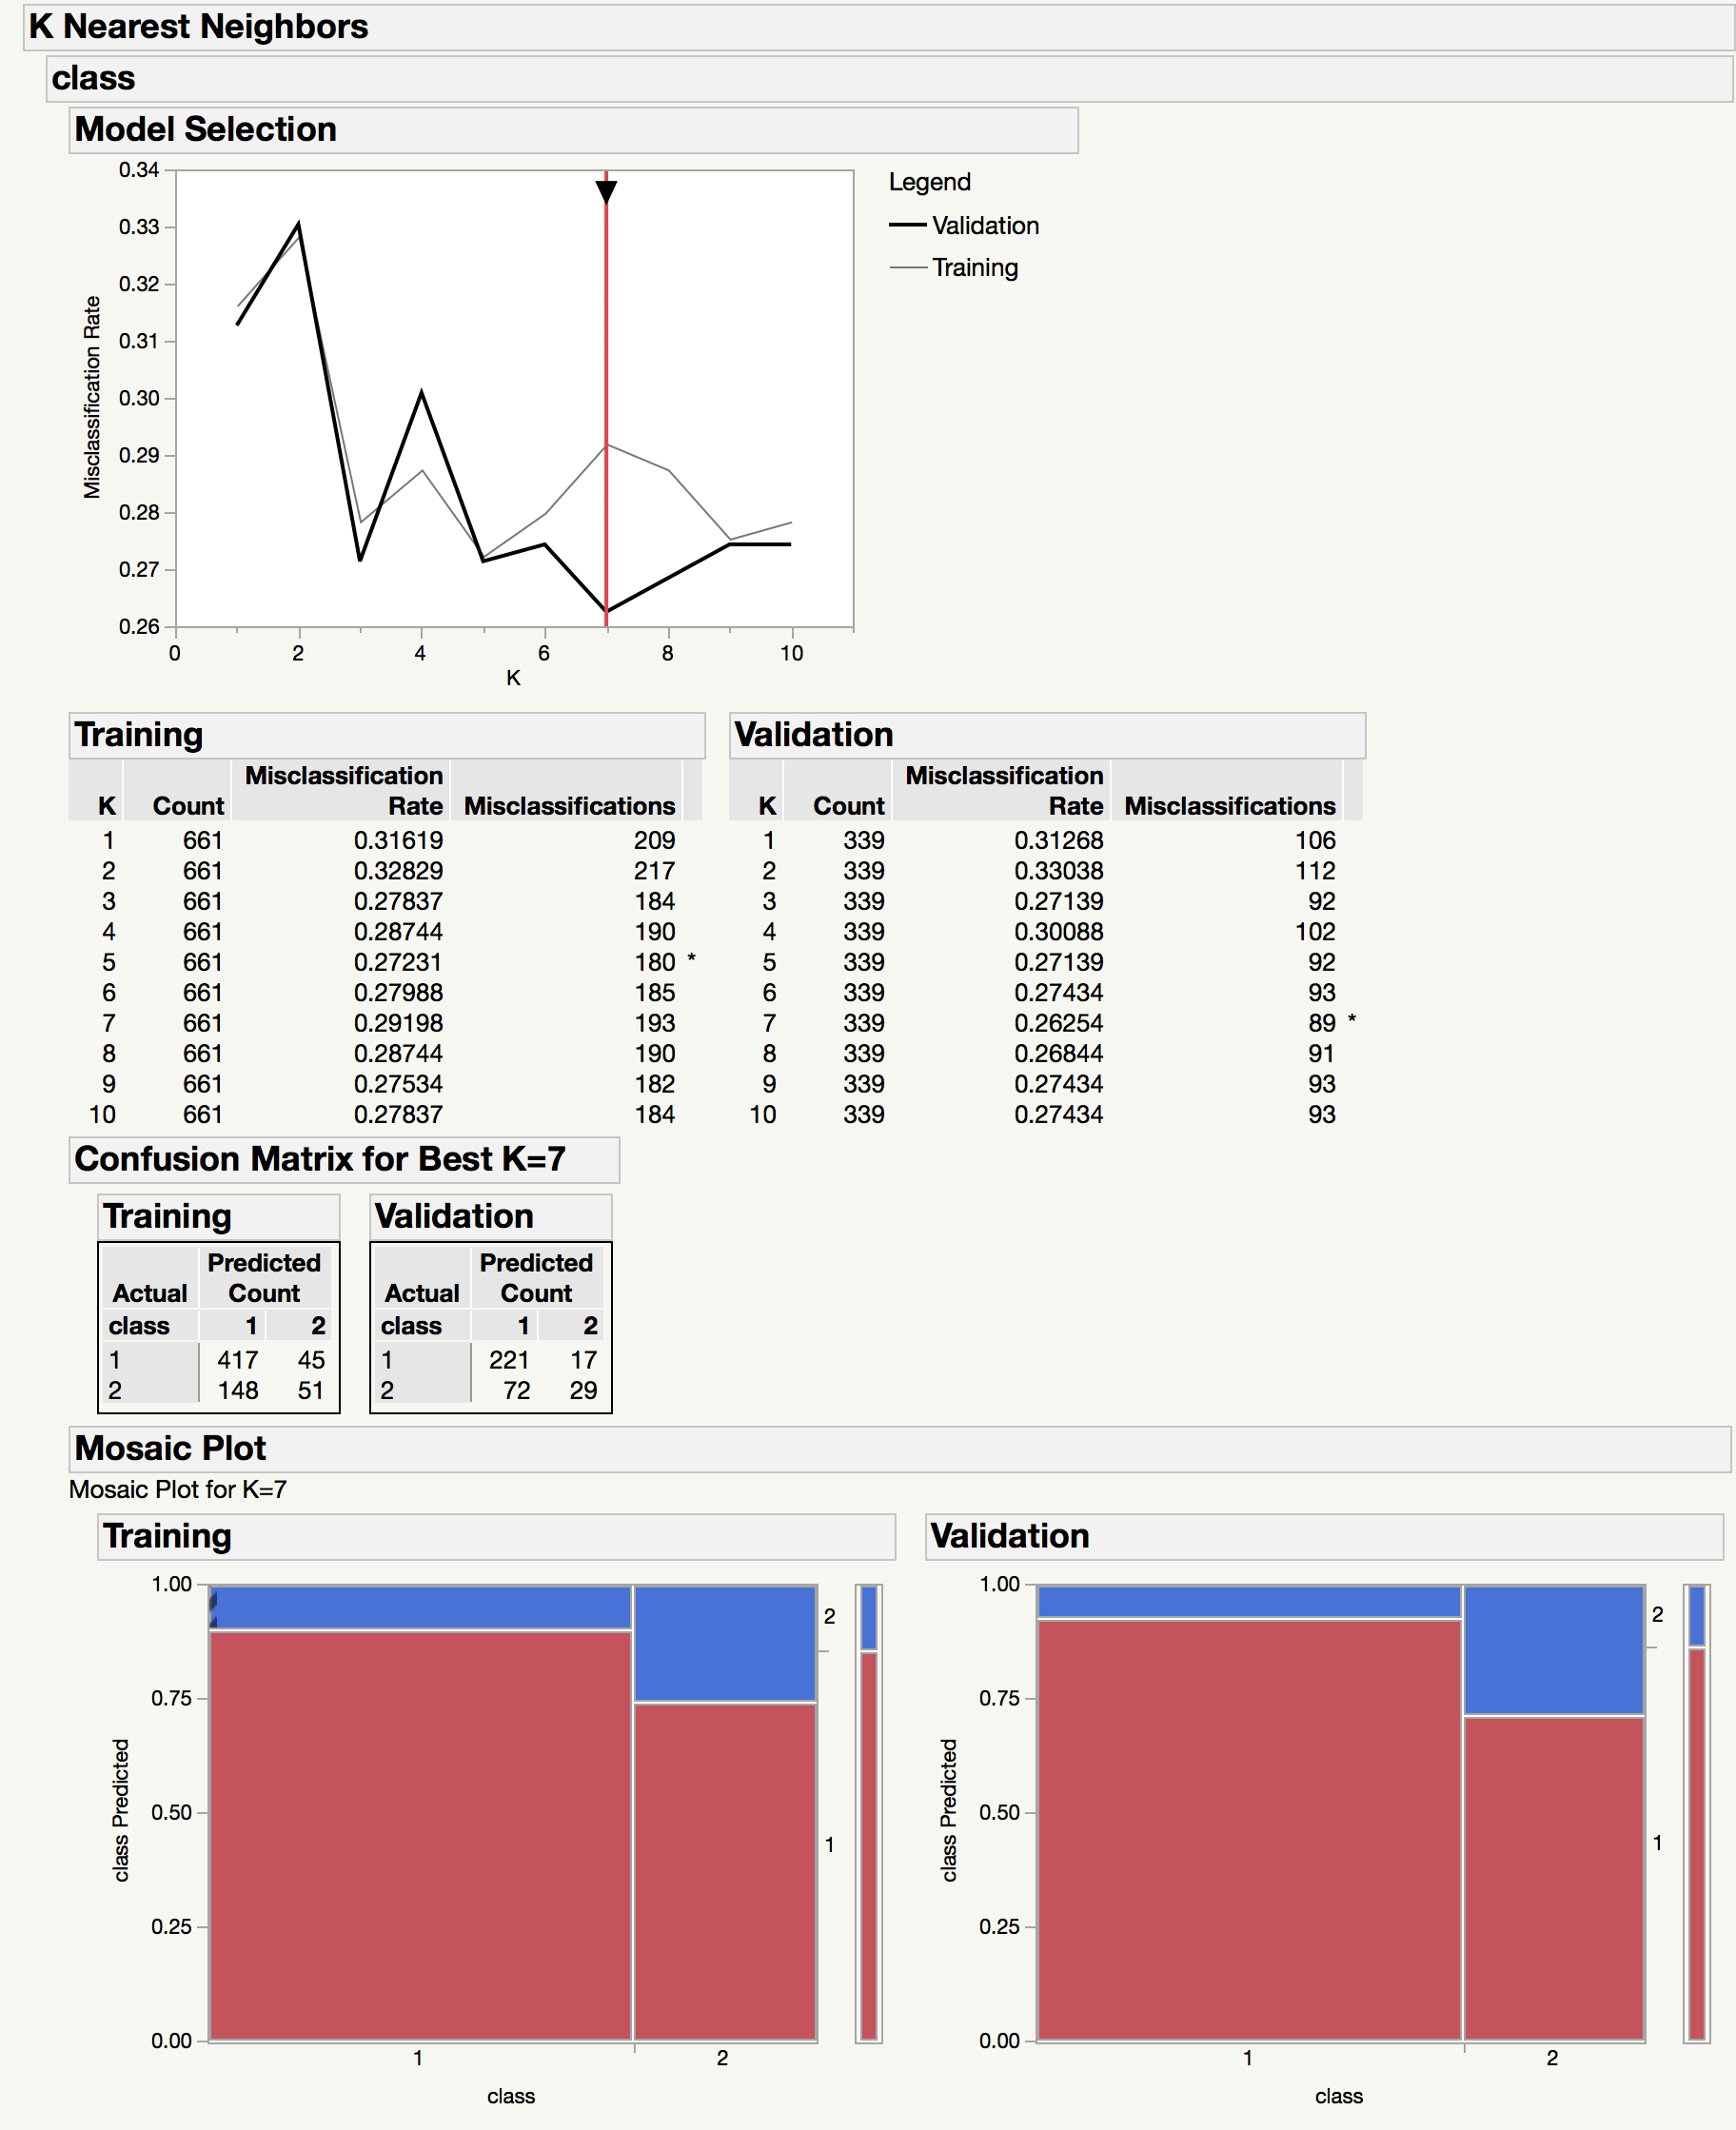 K Nearest Neighbors
class
Model Selection
0.34
0.33
0.32
0.31
0.30
0.29
0.28
0.27
0.26
Misclassification Rate
0 2 4 6 8 10
K
Legend
Validation
Training
Training
K Count Misclassification Rate Misclassifications
1 661 0.31619 209
2 661 0.32829 217
3 661 0.27837 184
4 661 0.28744 190
5 661 0.27231 180 *
6 661 0.27988 185
7 661 0.29198 193
8 661 0.28744 190
9 661 0.27534 182
10 661 0.27837 184
Validation
K Count Misclassification Rate Misclassifications
1 339 0.31268 106
2 339 0.33038 112
3 339 0.27139 92
4 339 0.30088 102
5 339 0.27139 92
6 339 0.27434 93
7 339 0.26254 89 *
8 339 0.26844 91
9 339 0.27434 93
10 339 0.27434 93
Confusion Matrix for Best K=7
Training
Predicted
Actual Count
class 1 2
1 417 45
2 148 51
Validation
Predicted
Actual Count
class 1 2
1 221 17
2 72 29
Mosaic Plot
Mosaic Plot for K=7
Training
1.00
0.75
0.50
0.25
0.00
class Predicted
2
1
1 2
class
Validation
1.00
0.75
0.50
0.25
0.00
class Predicted
2
1
1 2
class